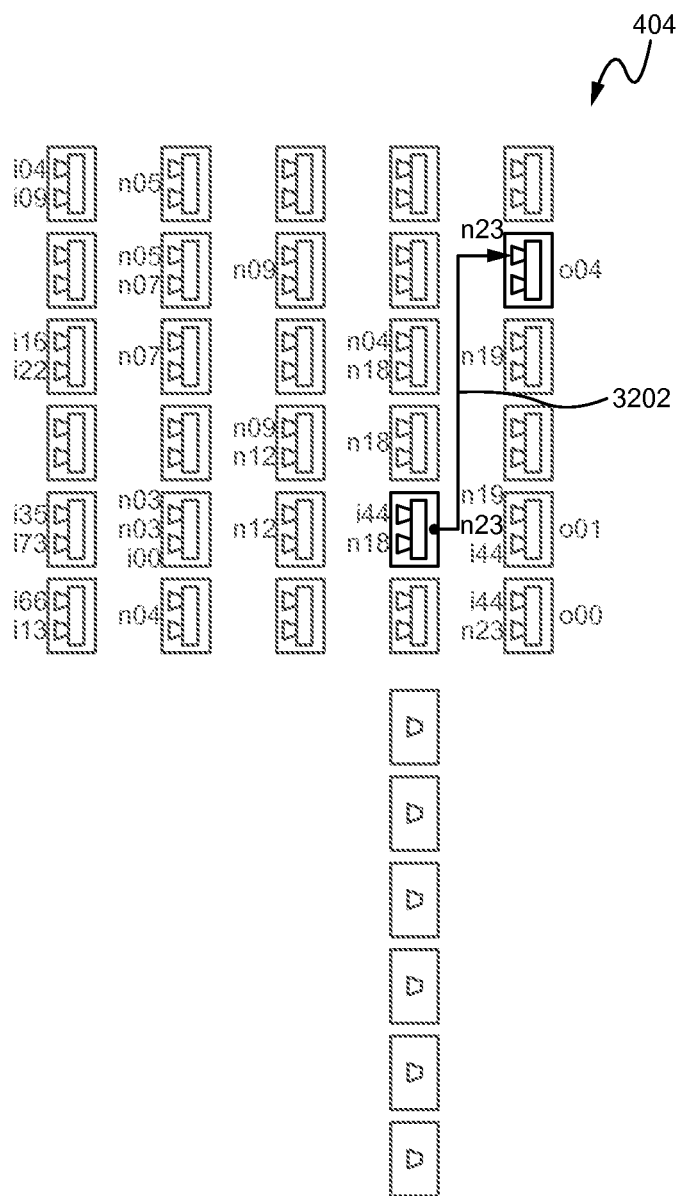 404
i04
i09 n05
n23
n05
n07 n09 o04
i16 n07 n04 n19
i22 n18
3202
n09
n12 n18
n19
i35 n03 n12 i44 n23 o01
i73 n03 n18 i44
i00
i66 n04 i44 o00
i13 n23